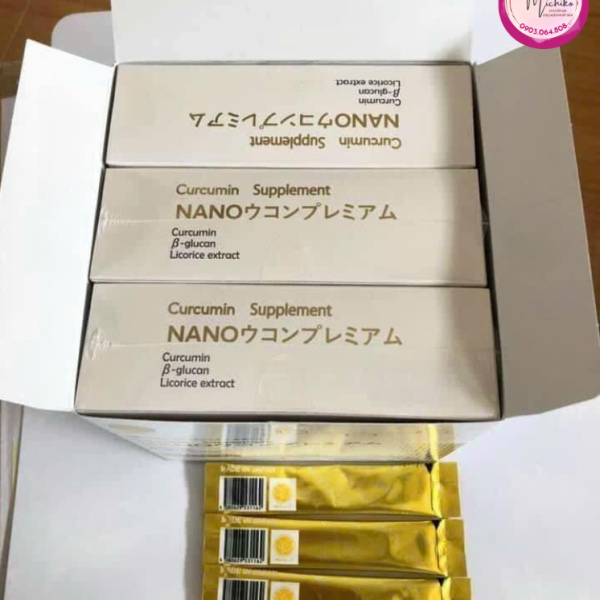 Michiko
0903.064.808
Curcumin Supplement
NANOウコンプレミアム
Curcumin
β-glucan
Licorice extract
Curcumin Supplement
NANOウコンプレミアム
Curcumin
β-glucan
Licorice extract
Curcumin Supplement
NANOウコンプレミアム
Curcumin
β-glucan
Licorice extract